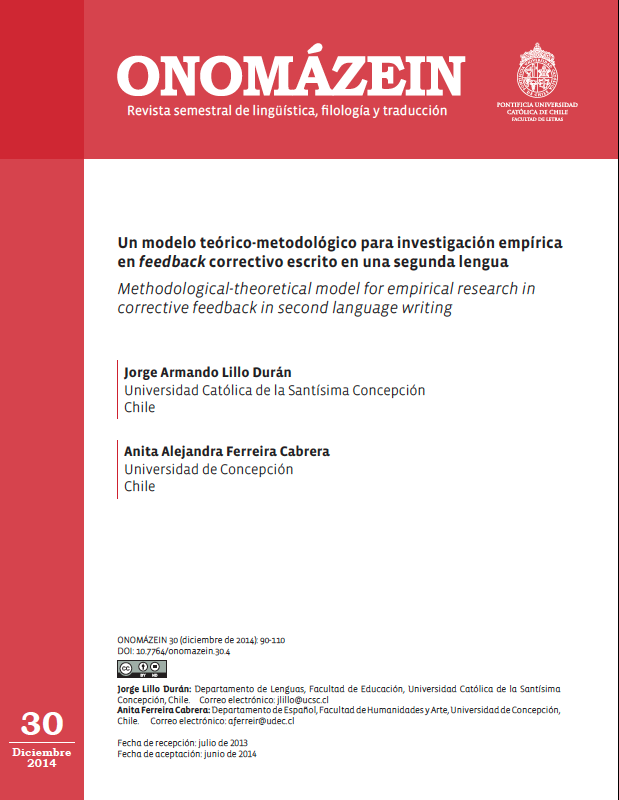 ONOMÁZEIN
Revista semestral de lingüística, filología y traducción
PONTIFICIA UNIVERSIDAD
CATÓLICA DE CHILE
FACULTAD DE LETRAS
Un modelo teórico-metodológico para investigación empírica
en feedback correctivo escrito en una segunda lengua
Methodological-theoretical model for empirical research in
corrective feedback in second language writing
Jorge Armando Lillo Durán
Universidad Católica de la Santísima Concepción
Chile
Anita Alejandra Ferreira Cabrera
Universidad de Concepción
Chile
ONOMÁZEIN 30 (diciembre de 2014): 90-110
DOI: 10.7764/onomazein.30.4
cc
BY ND
Jorge Lillo Durán: Departamento de Lenguas, Facultad de Educación, Universidad Católica de la Santísima
Concepción, Chile. Correo electrónico: jlillo@ucsc.cl
Anita Ferreira Cabrera: Departamento de Español, Facultad de Humanidades y Arte, Universidad de Concepción,
Chile. Correo electrónico: aferreir@udec.cl
Fecha de recepción: julio de 2013
Fecha de aceptación: junio de 2014
30
Diciembre
2014